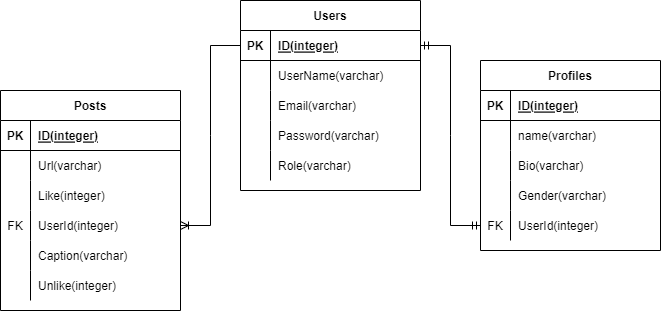 Users
PK ID(integer)
UserName(varchar)
Email(varchar)
Password(varchar)
Role(varchar)
Profiles
PK ID(integer)
name(varchar)
Bio(varchar)
Gender(varchar)
FK UserId(integer)
Posts
PK ID(integer)
Url(varchar)
Like(integer)
FK UserId(integer)
Caption(varchar)
Unlike(integer)